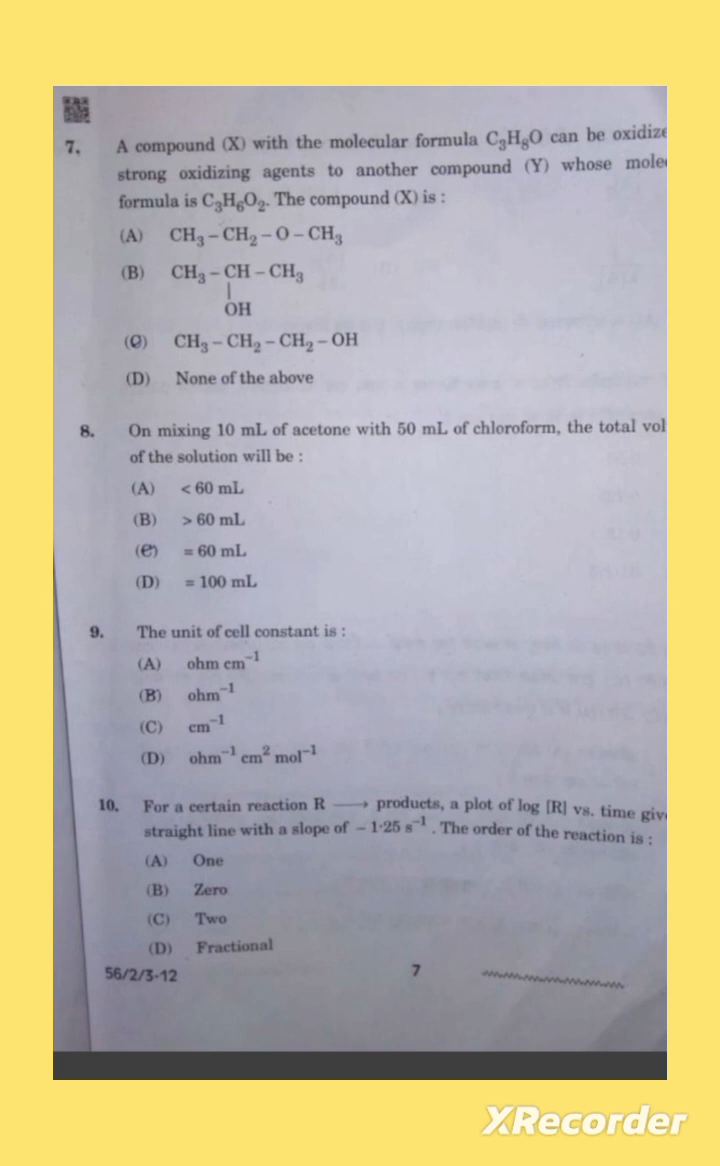 7. A compound (X) with the molecular formula C₃H₈O can be oxidize
strong oxidizing agents to another compound (Y) whose mole
formula is C₃H₆O₂. The compound (X) is :
(A) CH₃ – CH₂ – O – CH₃
(B) CH₃ – CH – CH₃
|
OH
(C) CH₃ – CH₂ – CH₂ – OH
(D) None of the above
8. On mixing 10 mL of acetone with 50 mL of chloroform, the total vol
of the solution will be :
(A) < 60 mL
(B) > 60 mL
(C) = 60 mL
(D) = 100 mL
9. The unit of cell constant is :
(A) ohm cm⁻¹
(B) ohm⁻¹
(C) cm⁻¹
(D) ohm⁻¹ cm² mol⁻¹
10. For a certain reaction R ⟶ products, a plot of log [R] vs. time giv
straight line with a slope of – 1·25 s⁻¹. The order of the reaction is :
(A) One
(B) Zero
(C) Two
(D) Fractional
56/2/3-12 7
XRecorder